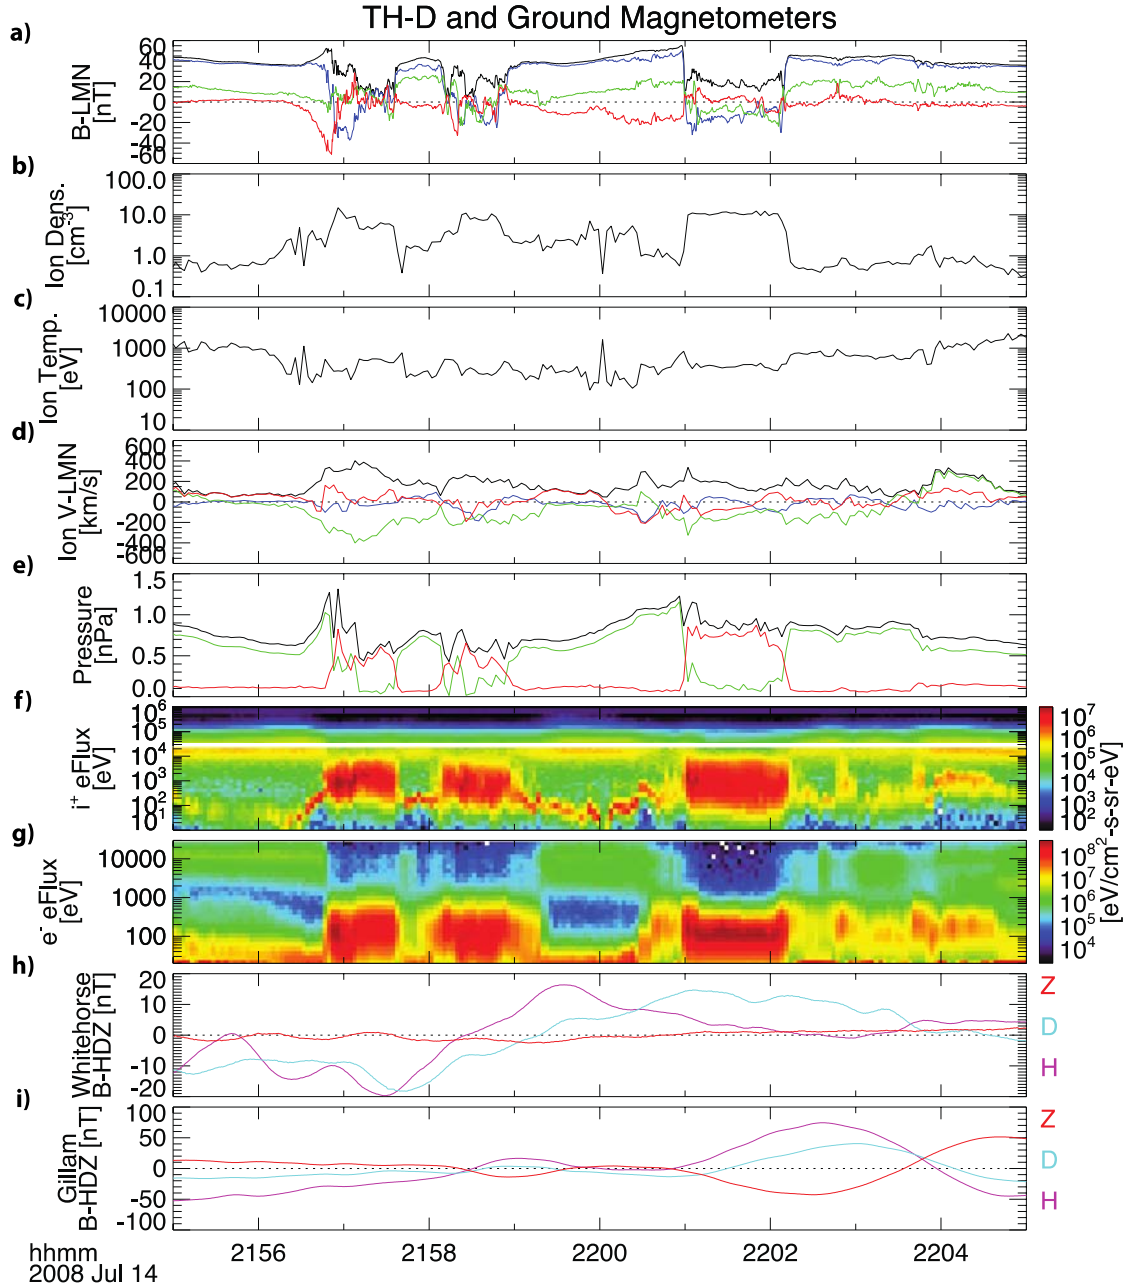 TH-D and Ground Magnetometers
a)
B-LMN
[nT]
60
40
20
0
-20
-40
-60
b)
Ion Dens.
[cm-3]
100.0
10.0
1.0
0.1
c)
Ion Temp.
[eV]
10000
1000
100
10
d)
Ion V-LMN
[km/s]
600
400
200
0
-200
-400
-600
e)
Pressure
[nPa]
1.5
1.0
0.5
0.0
f)
i+ eFlux
[eV]
10^6
10^5
10^4
10^3
10^2
10^1
10^7
10^6
10^5
10^4
10^3
10^2
g)
e- eFlux
[eV]
10000
1000
100
10^8
10^7
10^6
10^5
10^4
[eV/cm2-s-sr-eV]
h)
Whitehorse
B-HDZ [nT]
20
10
0
-10
-20
Z
D
H
i)
Gillam
B-HDZ [nT]
100
50
0
-50
-100
Z
D
H
hhmm
2156 2158 2200 2202 2204
2008 Jul 14